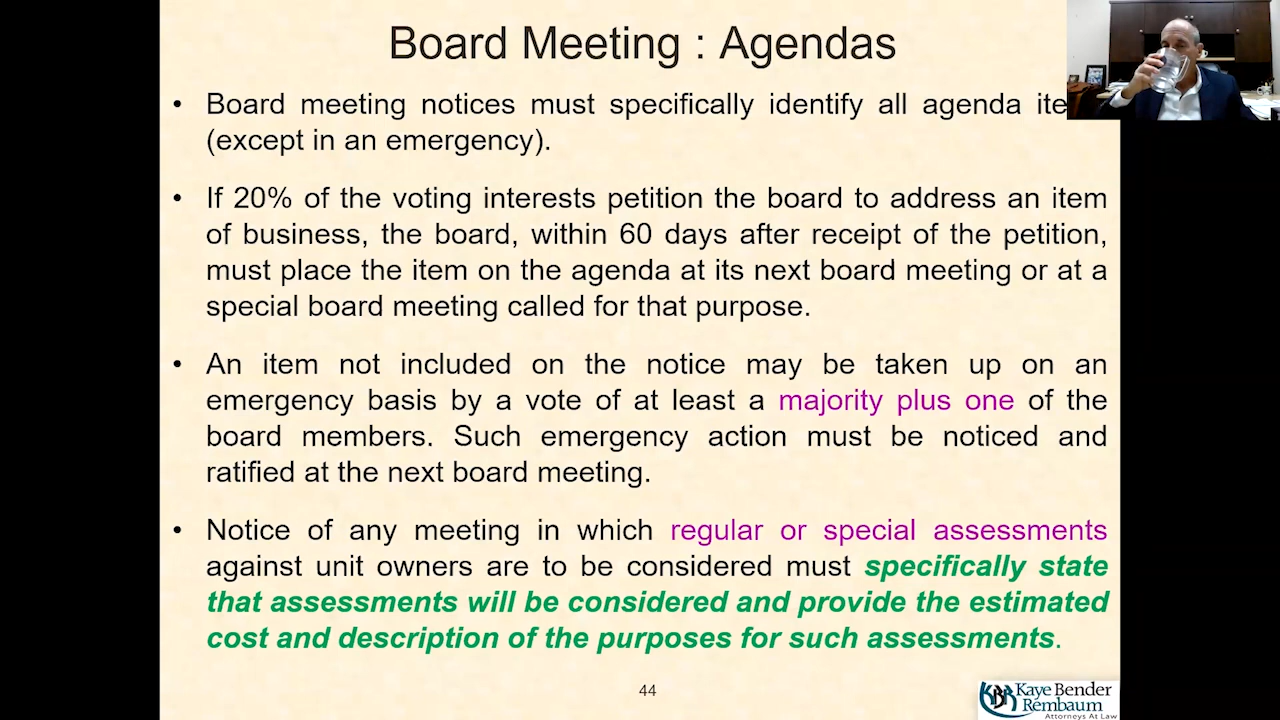 Board Meeting : Agendas
• Board meeting notices must specifically identify all agenda
(except in an emergency).
• If 20% of the voting interests petition the board to address an item
of business, the board, within 60 days after receipt of the petition,
must place the item on the agenda at its next board meeting or at a
special board meeting called for that purpose.
• An item not included on the notice may be taken up on an
emergency basis by a vote of at least a majority plus one of the
board members. Such emergency action must be noticed and
ratified at the next board meeting.
• Notice of any meeting in which regular or special assessments
against unit owners are to be considered must specifically state
that assessments will be considered and provide the estimated
cost and description of the purposes for such assessments.
44
KBR Kaye Bender
Rembaum
Attorneys At Law